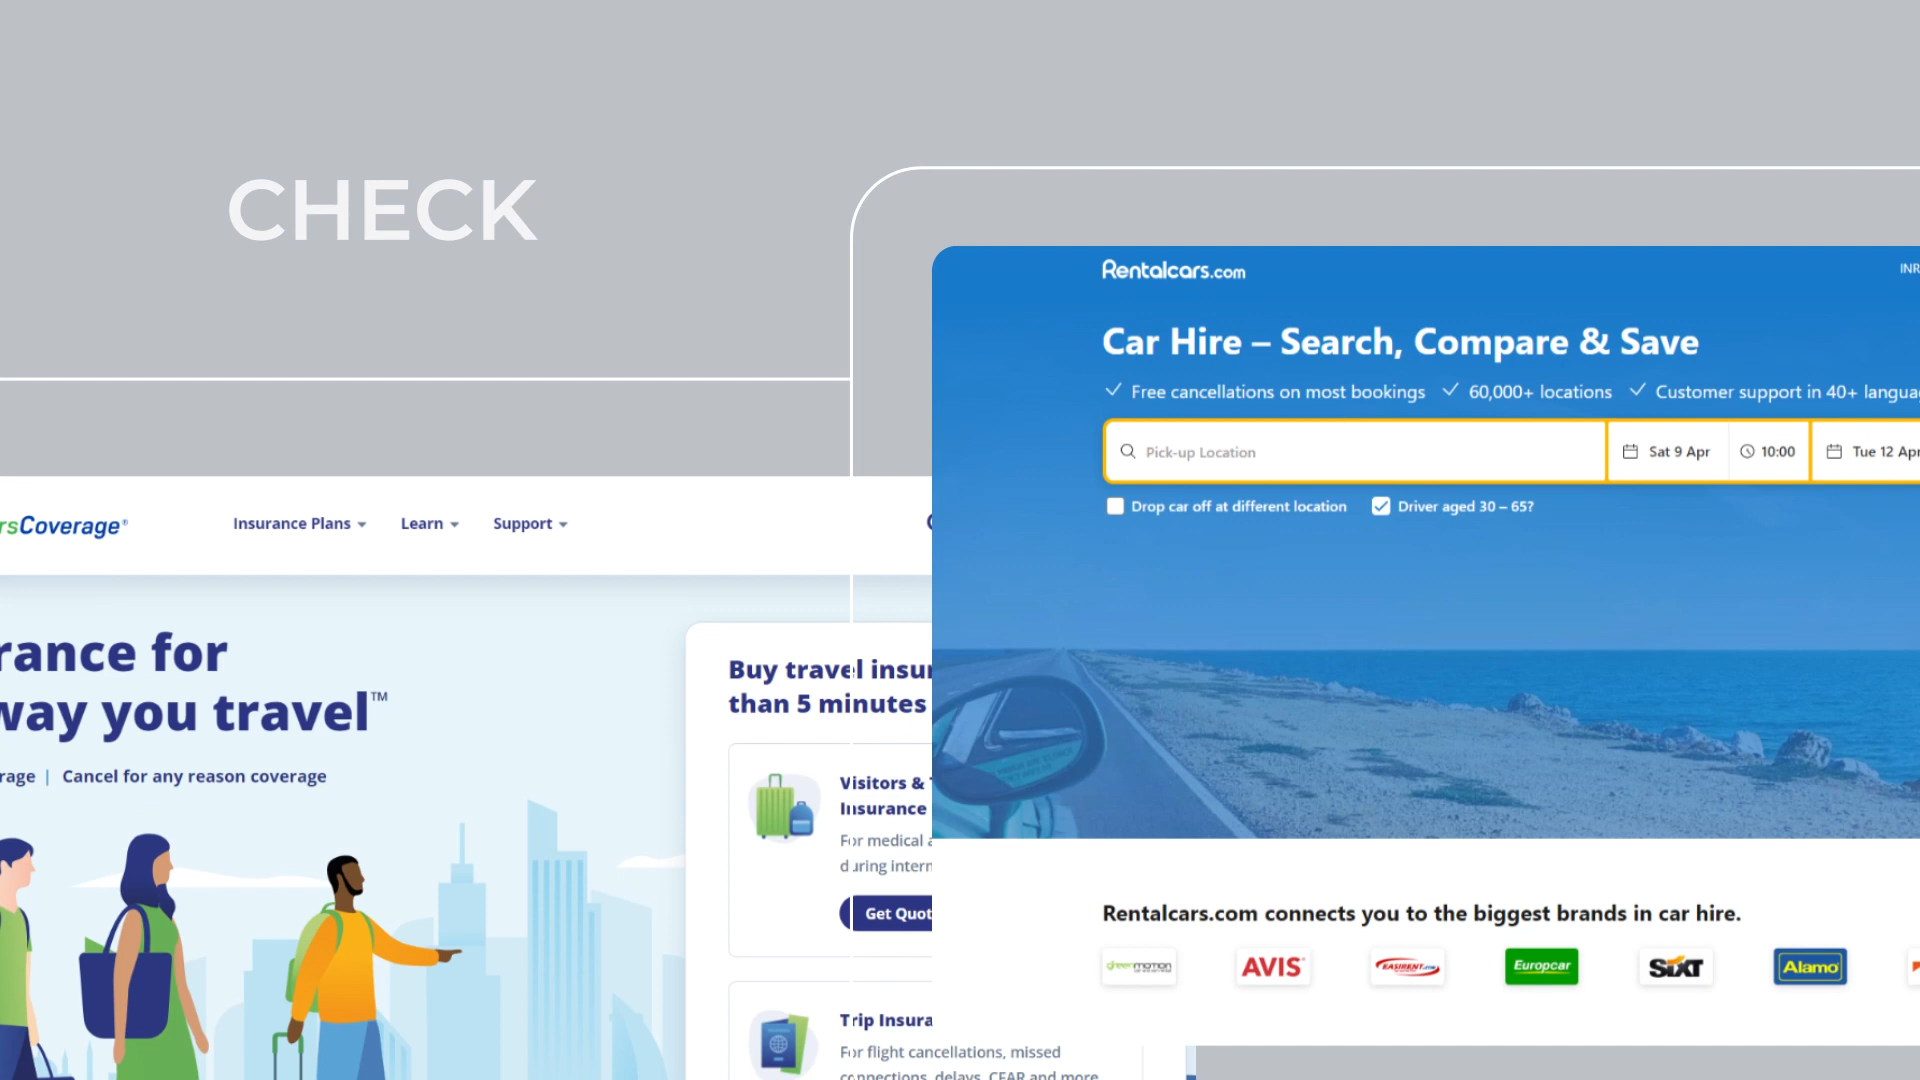 CHECK
Rentalcars.com
INR
Car Hire – Search, Compare & Save
Free cancellations on most bookings 60,000+ locations Customer support in 40+ langua
Pick-up Location Sat 9 Apr 10:00 Tue 12 Apr
Drop car off at different location Driver aged 30 – 65?
Rentalcars.com connects you to the biggest brands in car hire.
greenmotion AVIS EASIRENT.com Europcar SIXT Alamo
rsCoverage®
Insurance Plans Learn Support
rance for
way you travel™
rage | Cancel for any reason coverage
Buy travel insur
than 5 minutes
Visitors &
Insurance
For medical
during intern
Get Quot
Trip Insura
For flight cancellations, missed
connections, delays, CFAR and more